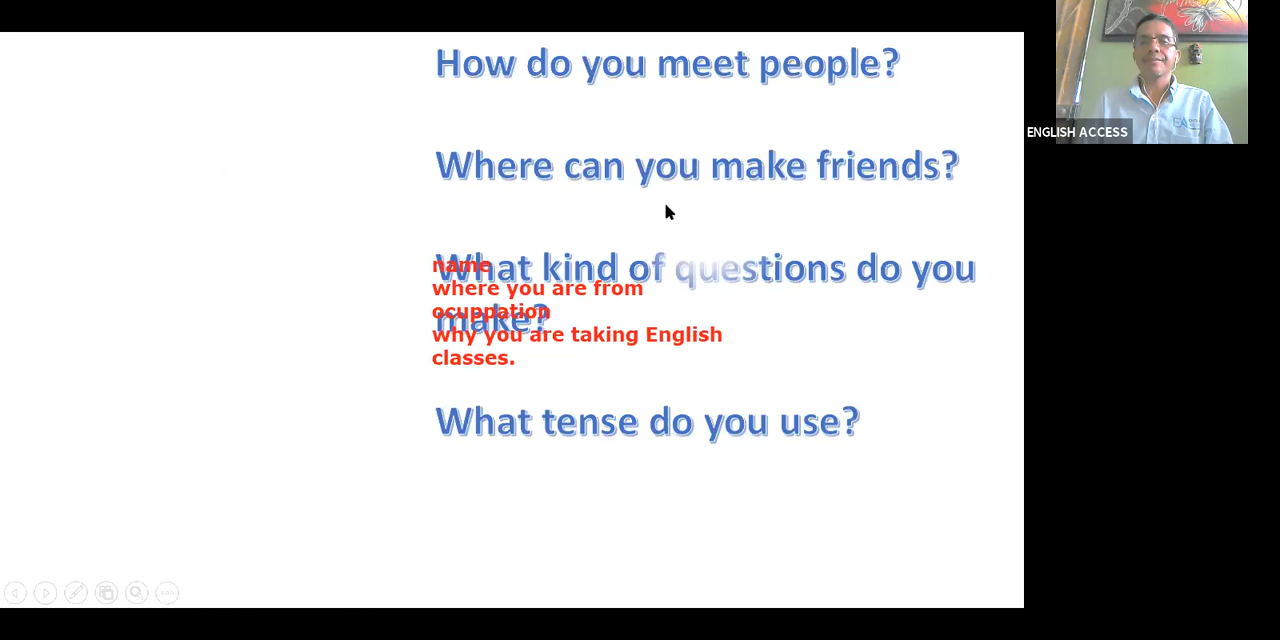 How do you meet people?
ENGLISH ACCESS
Where can you make friends?
What kind of questions do you
make?
name
where you are from
ocuppation
why you are taking English
classes.
What tense do you use?